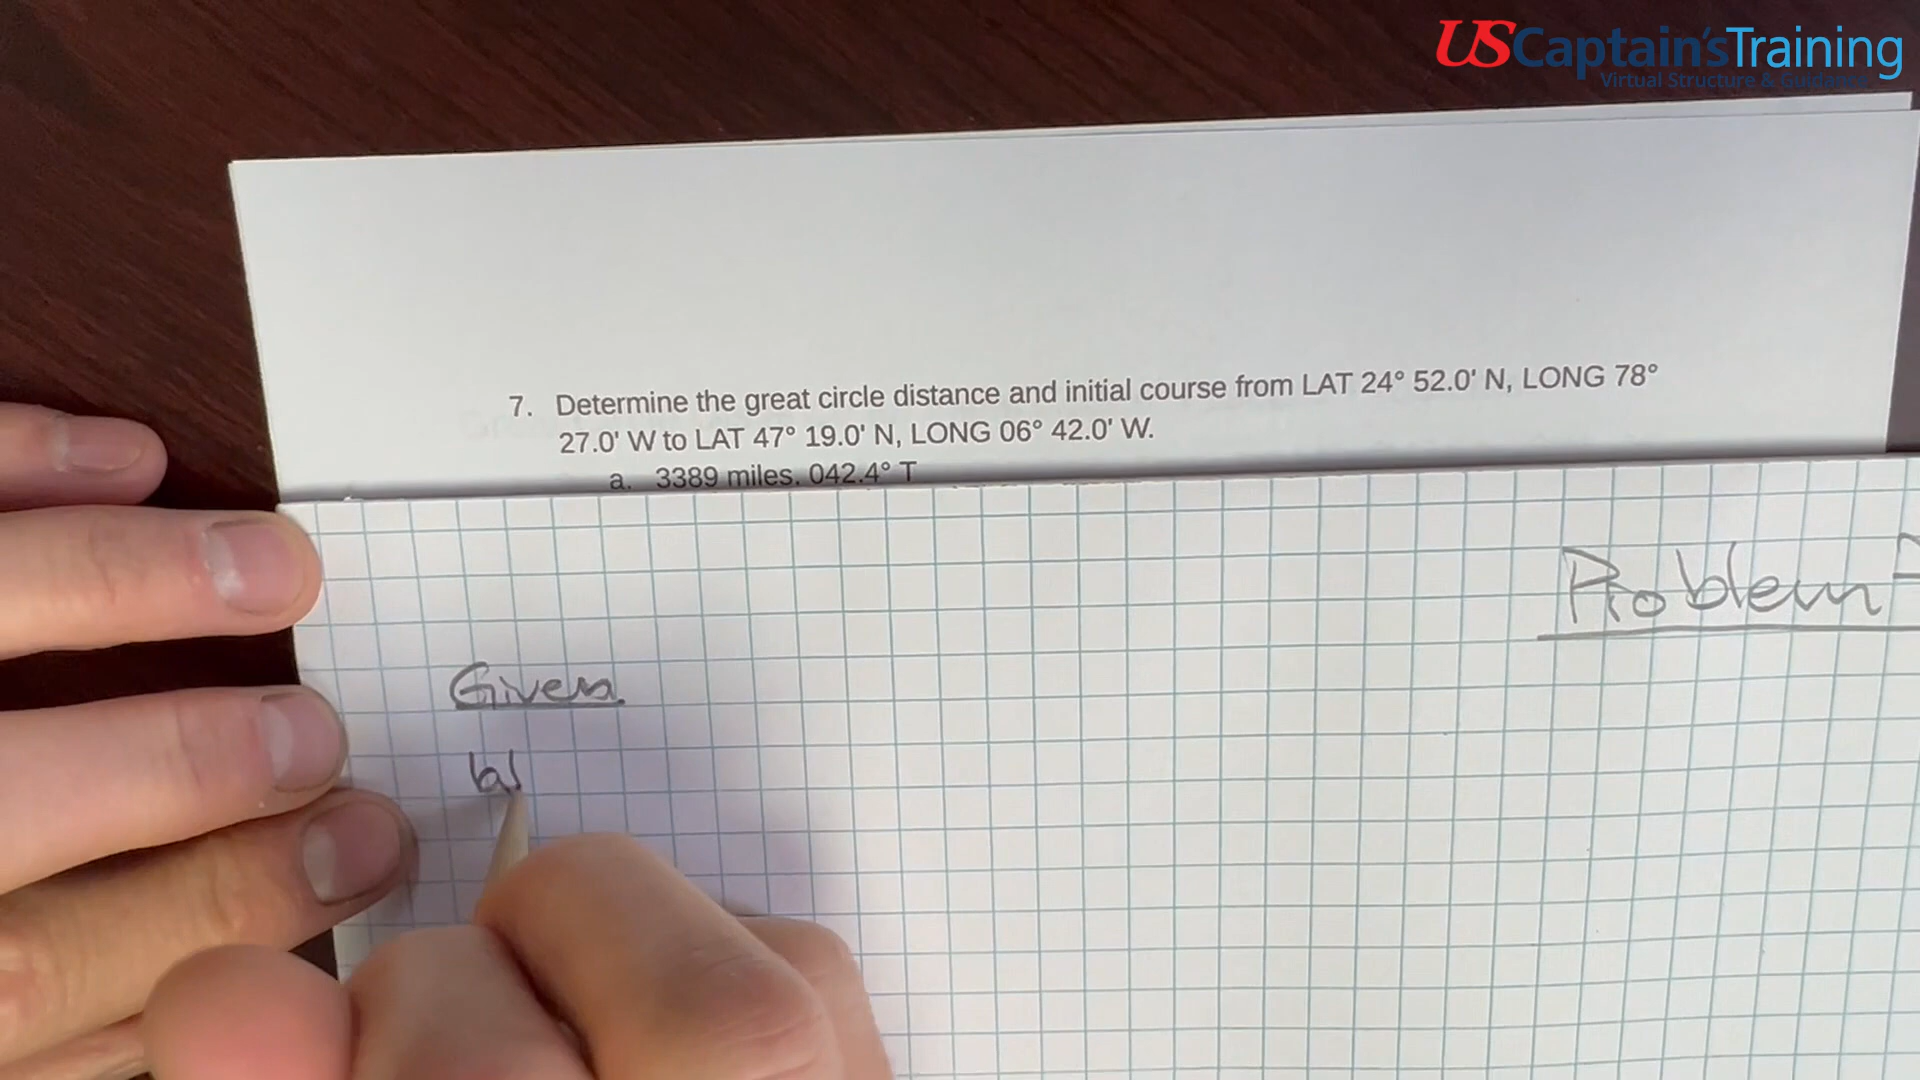 USCaptain'sTraining
Virtual Structure & Guidance
7. Determine the great circle distance and initial course from LAT 24° 52.0' N, LONG 78°
27.0' W to LAT 47° 19.0' N, LONG 06° 42.0' W.
a. 3389 miles, 042.4° T
Problem
Given